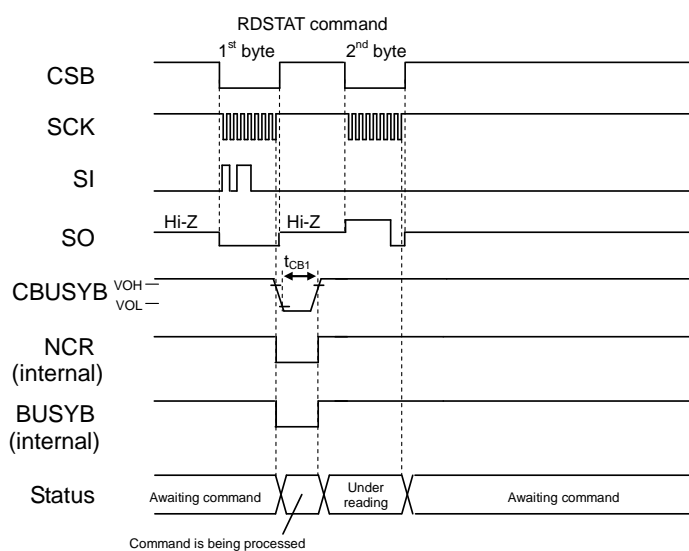 RDSTAT command
1st byte
2nd byte
CSB
SCK
SI
SO
Hi-Z
Hi-Z
tCB1
CBUSYB
VOH
VOL
NCR
(internal)
BUSYB
(internal)
Status
Awaiting command
Under
reading
Awaiting command
Command is being processed